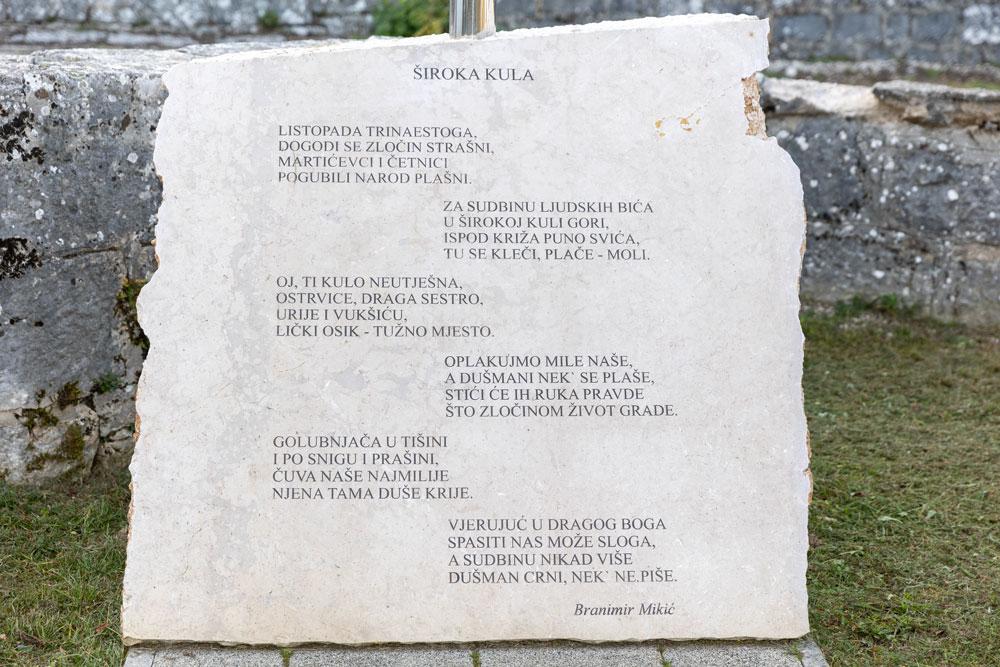 ŠIROKA KULA
LISTOPADA TRINAESTOGA,
DOGODI SE ZLOČIN STRAŠNI,
MARTIĆEVCI I ČETNICI
POGUBILI NAROD PLAŠNI.
ZA SUDBINU LJUDSKIH BIĆA
U ŠIROKOJ KULI GORI,
ISPOD KRIŽA PUNO SVIĆA,
TU SE KLEČI, PLAČE - MOLI.
OJ, TI KULO NEUTJEŠNA,
OSTRVICE, DRAGA SESTRO,
URIJE I VUKŠIĆU,
LIČKI OSIK - TUŽNO MJESTO.
OPLAKUJMO MILE NAŠE,
A DUŠMANI NEK` SE PLAŠE,
STIĆI ĆE IH RUKA PRAVDE
ŠTO ZLOČINOM ŽIVOT GRADE.
GOLUBNJAČA U TIŠINI
I PO SNIGU I PRAŠINI,
ČUVA NAŠE NAJMILIJE
NJENA TAMA DUŠE KRIJE.
VJERUJUĆ U DRAGOG BOGA
SPASITI NAS MOŽE SLOGA,
A SUDBINU NIKAD VIŠE
DUŠMAN CRNI, NEK` NE.PIŠE.
Branimir Mikić